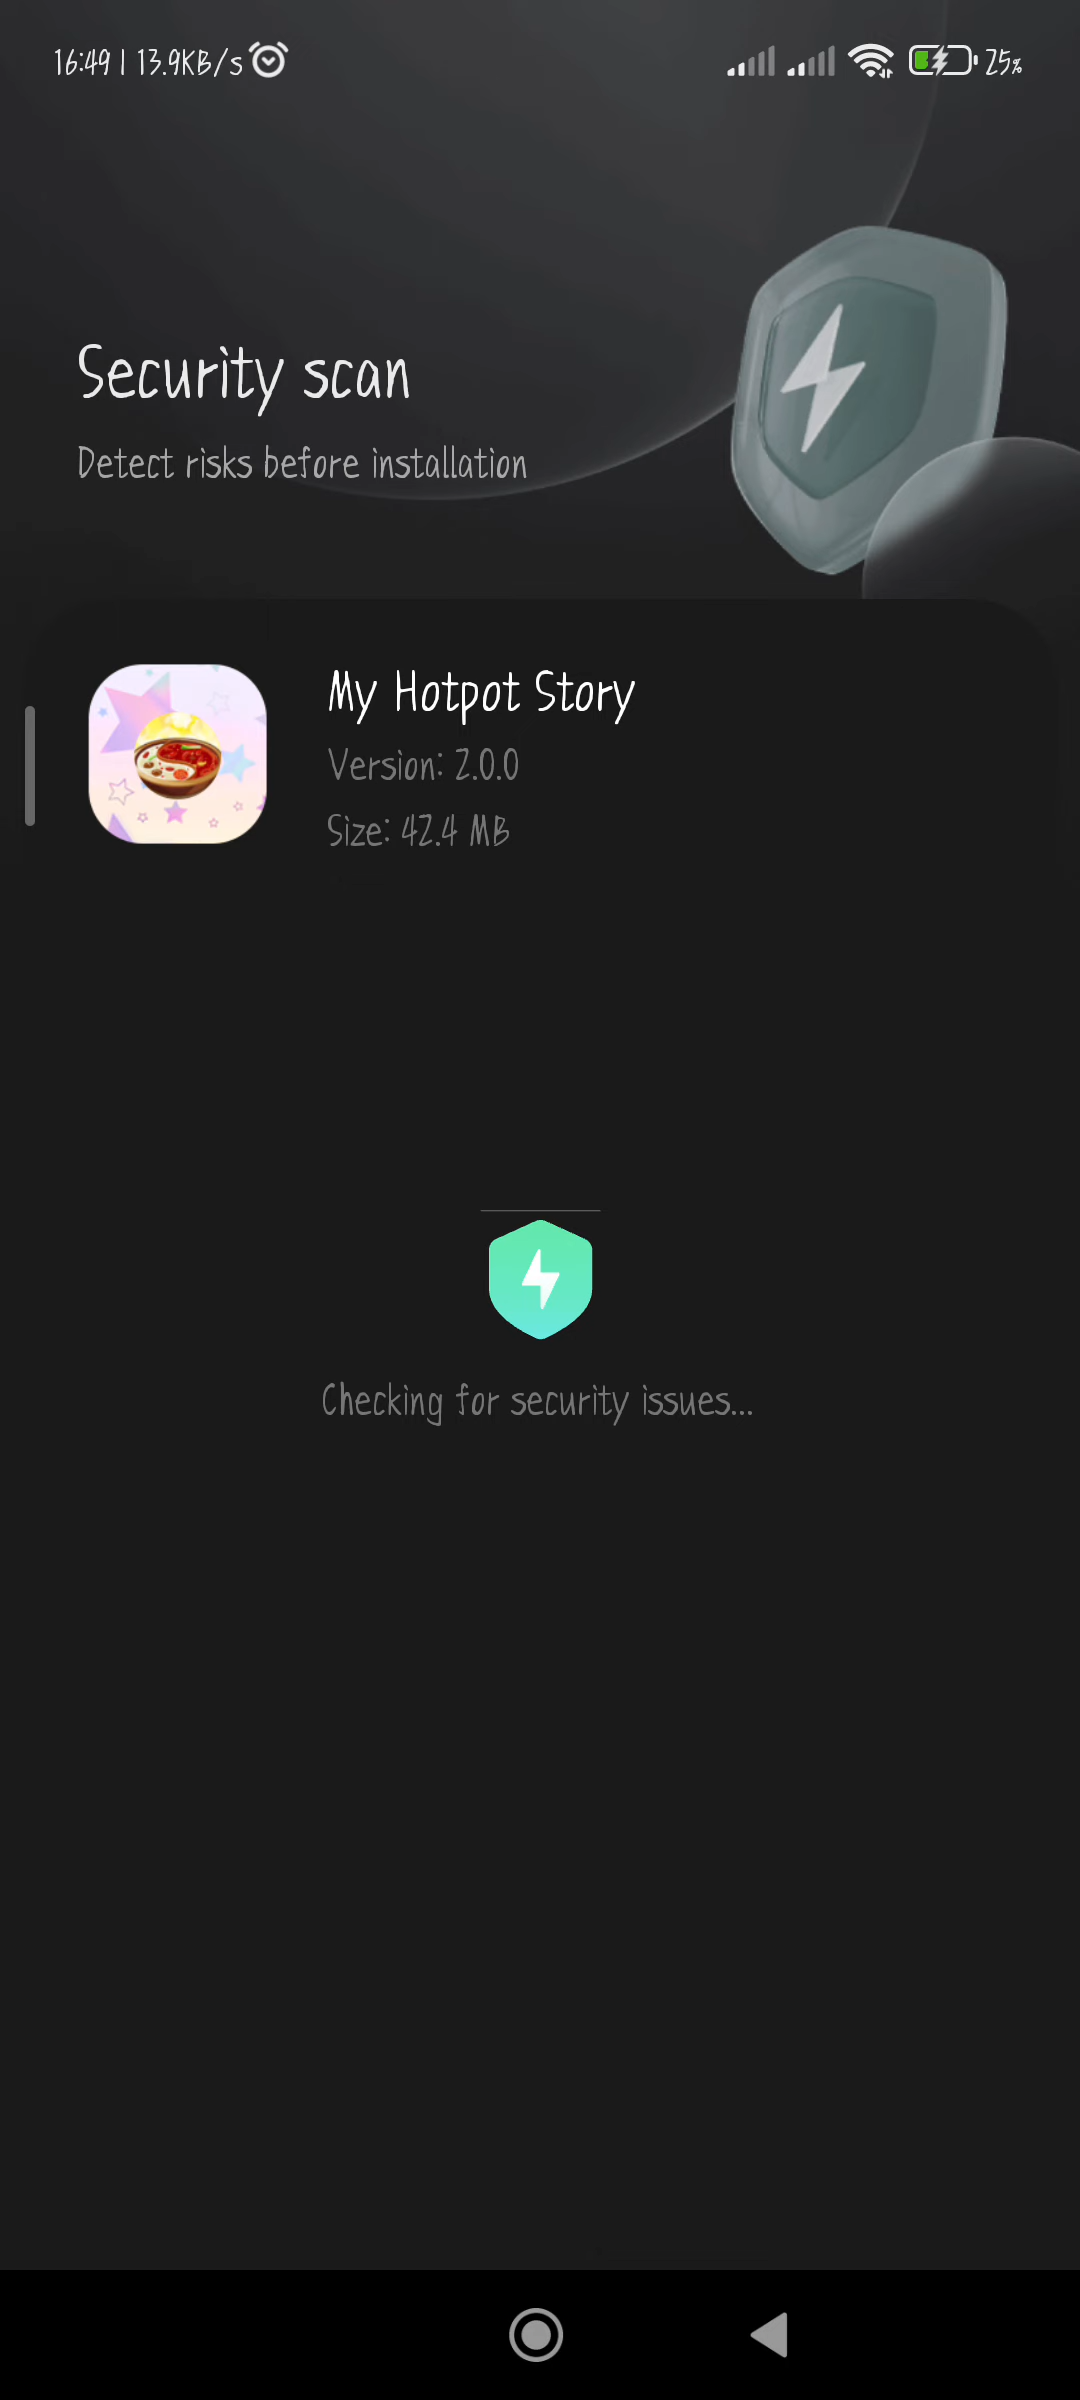 16:49 | 13.9KB/s
25%
Security scan
Detect risks before installation
My Hotpot Story
Version: 2.0.0
Size: 42.4 MB
Checking for security issues...